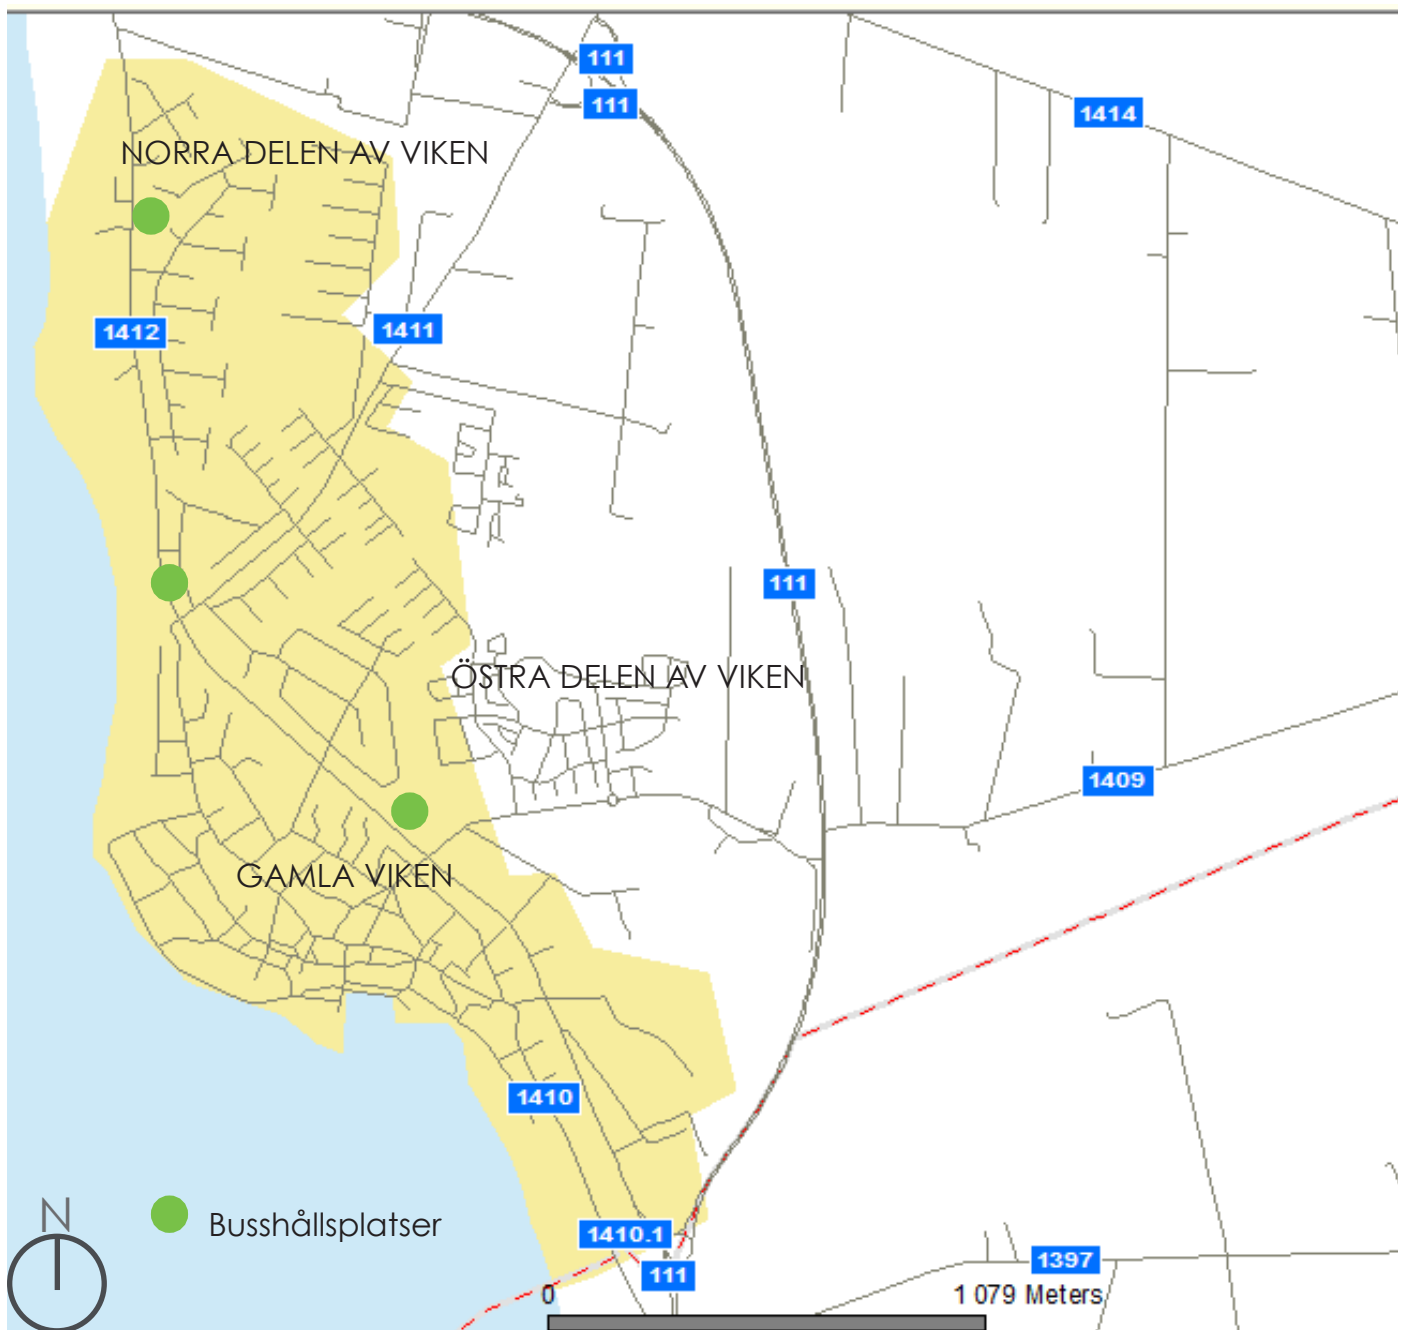 111
111
1414
NORRA DELEN AV VIKEN
1412
1411
111
ÖSTRA DELEN AV VIKEN
1409
GAMLA VIKEN
1410
N
Busshållsplatser
1410.1
111
1397
0
1 079 Meters